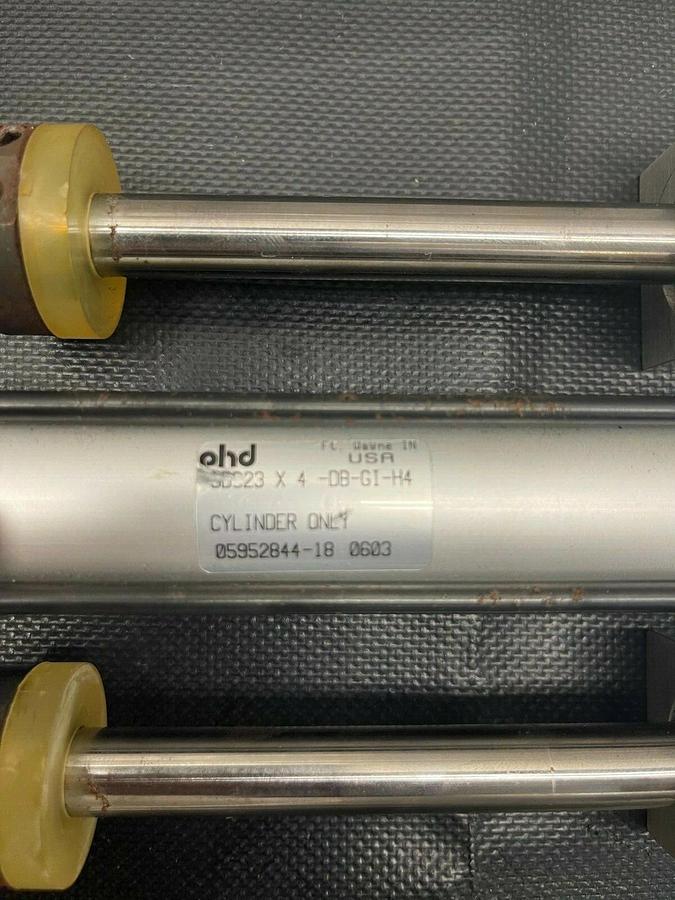 phd
Ft. Wayne IN
USA
X 4 -DB-GI-H4
CYLINDER ONLY
05952844-18 0603